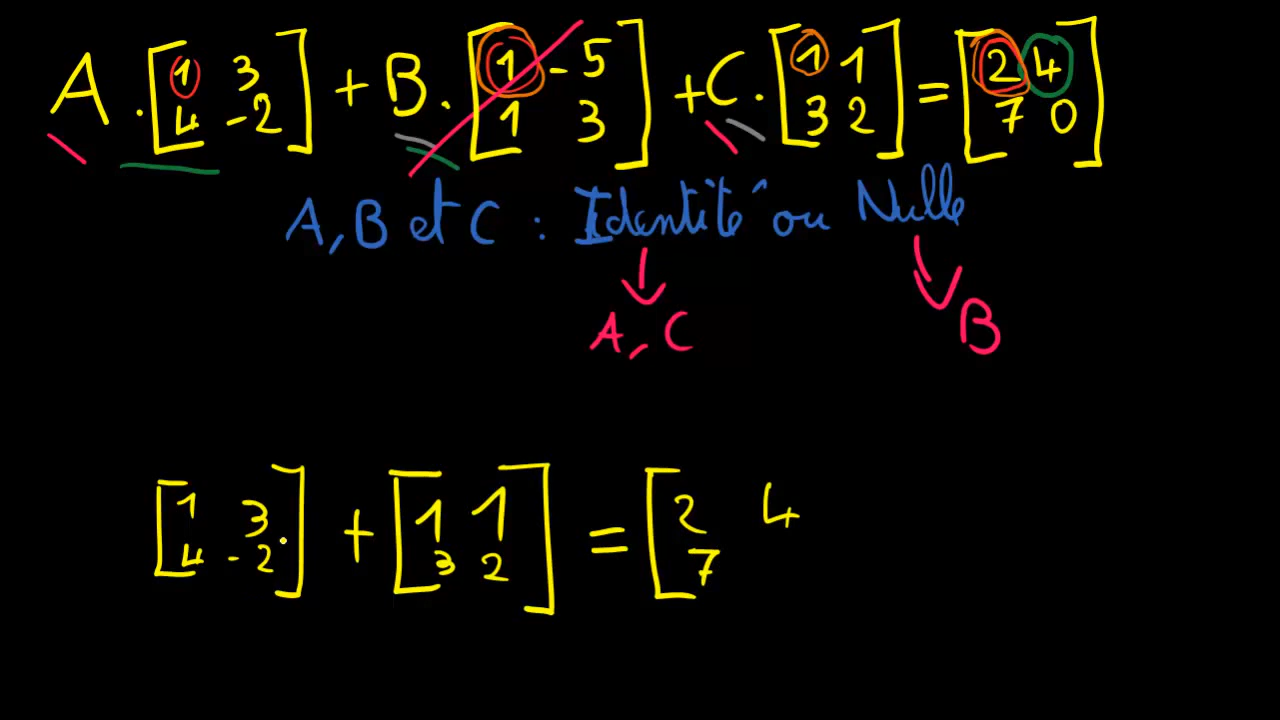 A . [1 3] + B . [1 -5] + C . [1 1] = [2 4]
[4 -2] [1 3] [3 2] [7 0]
A, B et C : Identité ou Nulle
A, C B
[1 3] + [1 1] = [2 4
[4 -2] [3 2] [7